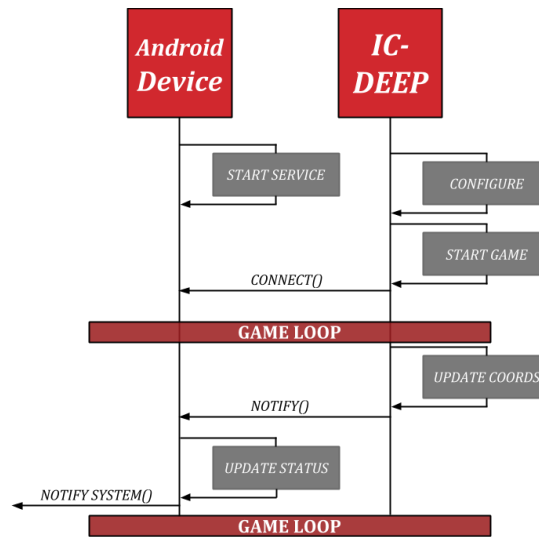 Android
Device
IC-
DEEP
START SERVICE
CONFIGURE
START GAME
CONNECT()
GAME LOOP
UPDATE COORDS
NOTIFY()
UPDATE STATUS
NOTIFY SYSTEM()
GAME LOOP